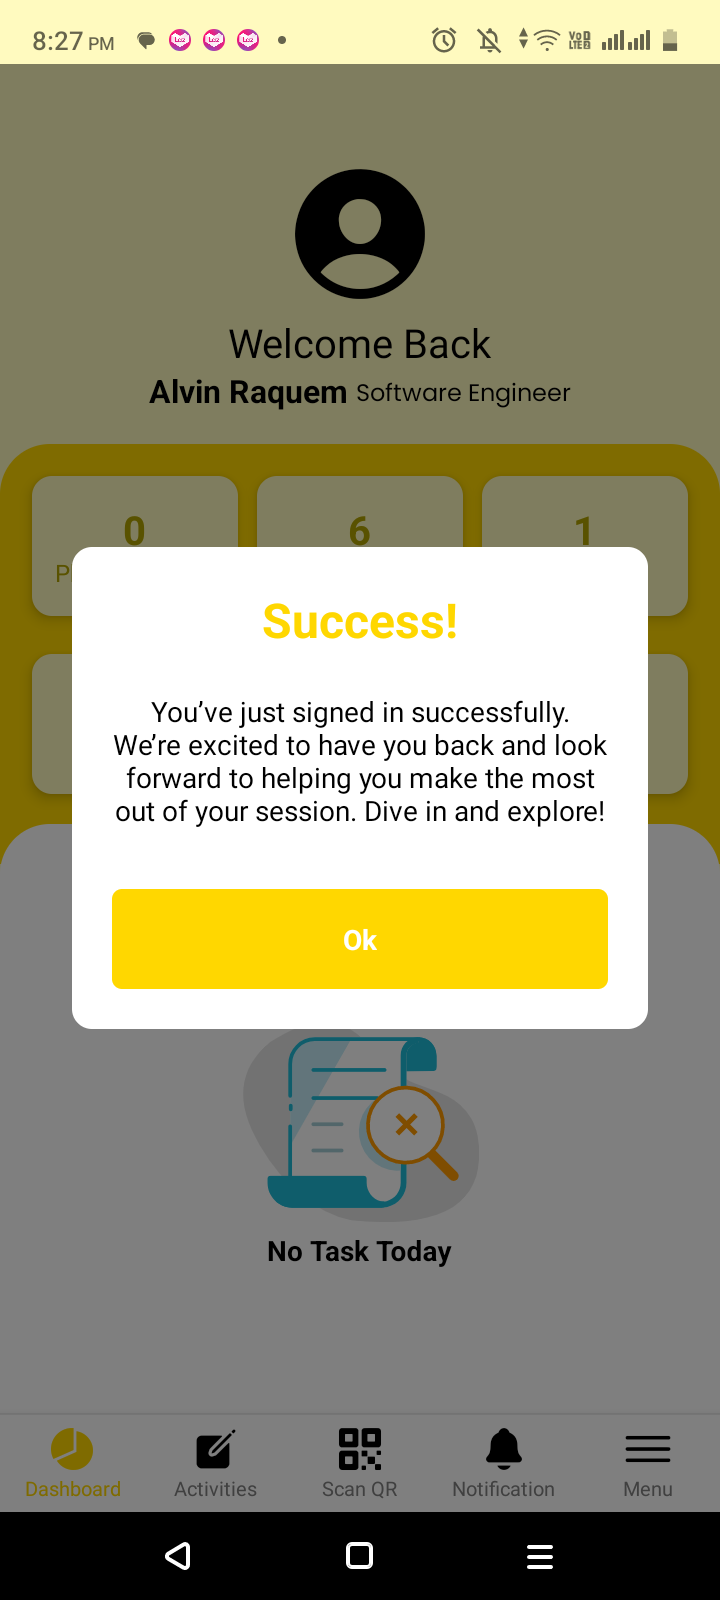 8:27 PM
VoD
LTE2
Welcome Back
Alvin Raquem Software Engineer
0 6 1
Success!
You’ve just signed in successfully.
We’re excited to have you back and look
forward to helping you make the most
out of your session. Dive in and explore!
Ok
No Task Today
Dashboard Activities Scan QR Notification Menu